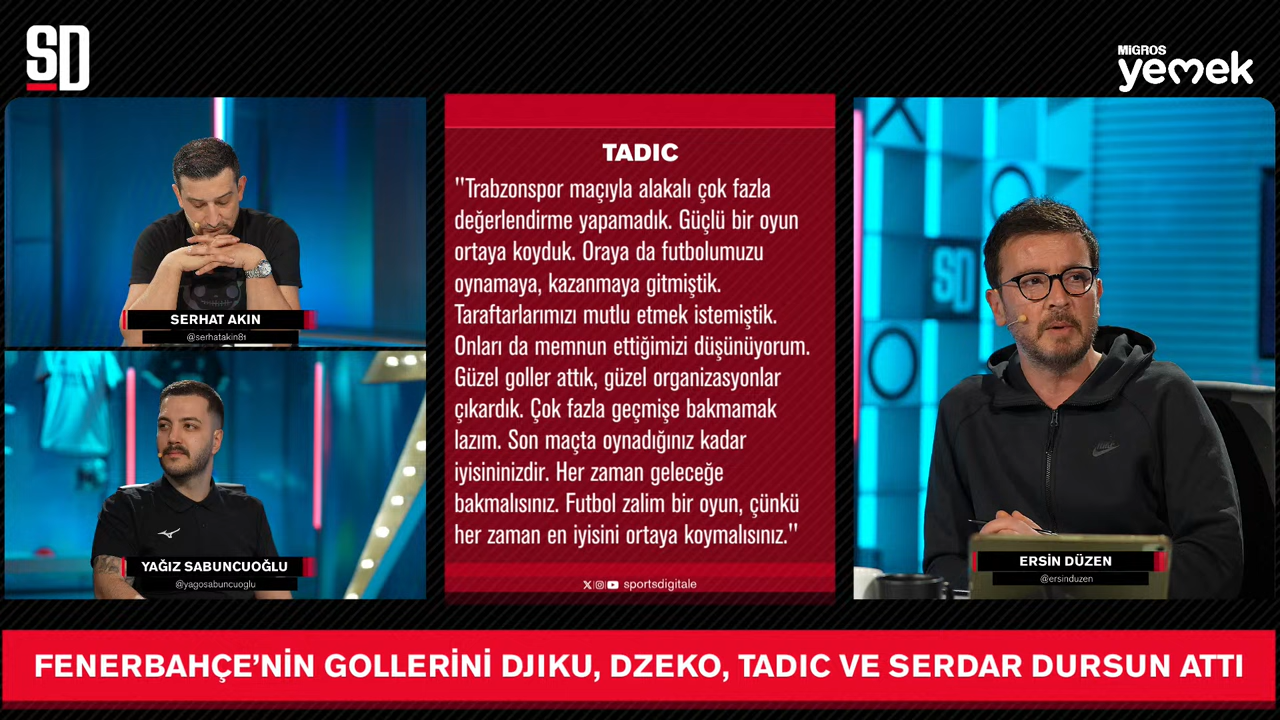 SD
MİGROS
yemek
SERHAT AKIN
@serhatakin81
YAĞIZ SABUNCUOĞLU
@yagosabuncuoglu
TADIC
"Trabzonspor maçıyla alakalı çok fazla
değerlendirme yapamadık. Güçlü bir oyun
ortaya koyduk. Oraya da futbolumuzu
oynamaya, kazanmaya gitmiştik.
Taraftarlarımızı mutlu etmek istemiştik.
Onları da memnun ettiğimizi düşünüyorum.
Güzel goller attık, güzel organizasyonlar
çıkardık. Çok fazla geçmişe bakmamak
lazım. Son maçta oynadığınız kadar
iyisininizdir. Her zaman geleceğe
bakmalısınız. Futbol zalim bir oyun, çünkü
her zaman en iyisini ortaya koymalısınız."
sportsdigitale
SD
ERSİN DÜZEN
@ersinduzen
FENERBAHÇE’NİN GOLLERİNİ DJIKU, DZEKO, TADIC VE SERDAR DURSUN ATTI